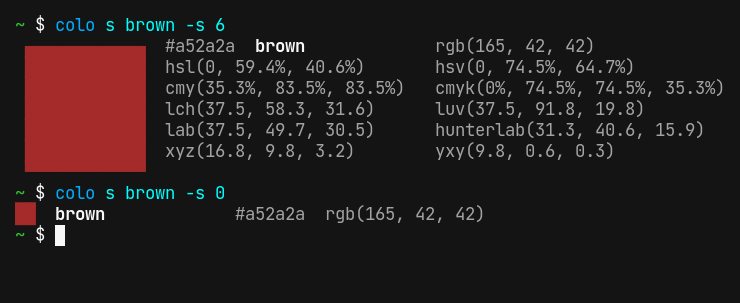 ~ $ colo s brown -s 6
#a52a2a  brown             rgb(165, 42, 42)
hsl(0, 59.4%, 40.6%)       hsv(0, 74.5%, 64.7%)
cmy(35.3%, 83.5%, 83.5%)   cmyk(0%, 74.5%, 74.5%, 35.3%)
lch(37.5, 58.3, 31.6)      luv(37.5, 91.8, 19.8)
lab(37.5, 49.7, 30.5)      hunterlab(31.3, 40.6, 15.9)
xyz(16.8, 9.8, 3.2)        yxy(9.8, 0.6, 0.3)
~ $ colo s brown -s 0
brown             #a52a2a  rgb(165, 42, 42)
~ $